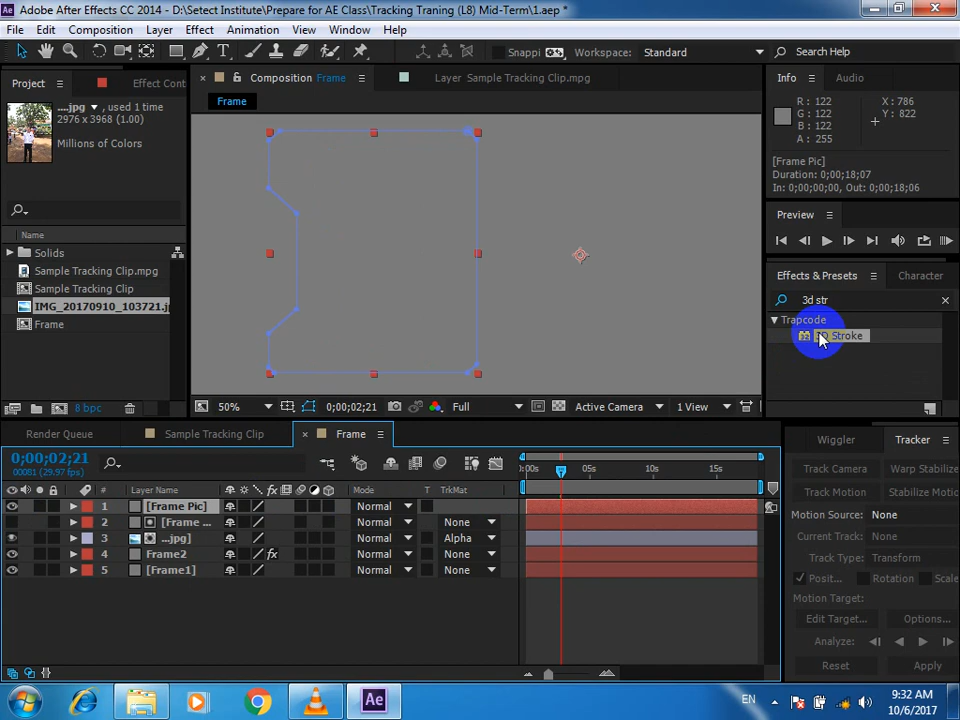 Adobe After Effects CC 2014 - D:\Setect Institute\Prepare for AE Class\Tracking Traning (L8) Mid-Term\1.aep *
File Edit Composition Layer Effect Animation View Window Help
Snappi Workspace: Standard Search Help
Project Effect Cont Composition Frame Layer Sample Tracking Clip.mpg Info Audio
....jpg , used 1 time
2976 x 3968 (1.00)
Millions of Colors
Frame
R : 122 X : 786
G : 122 Y : 822
B : 122
A : 255
[Frame Pic]
Duration: 0;00;18;07
In: 0;00;00;00, Out: 0;00;18;06
Preview
Name
Solids
Sample Tracking Clip.mpg
Sample Tracking Clip
IMG_20170910_103721.j
Frame
Effects & Presets Character
3d str
Trapcode
3D Stroke
8 bpc
50% 0;00;02;21 Full Active Camera 1 View
Render Queue Sample Tracking Clip Frame
0;00;02;21
00081 (29.97 fps)
0:00s 05s 10s 15s
# Layer Name Mode T TrkMat
1 [Frame Pic] Normal
2 [Frame ... Normal None
3 ...jpg] Normal Alpha
4 Frame2 Normal None
5 [Frame1] Normal None
Wiggler Tracker
Track Camera Warp Stabilize
Track Motion Stabilize Motio
Motion Source: None
Current Track: None
Track Type: Transform
Posit... Rotation Scale
Motion Target:
Edit Target... Options...
Analyze:
Reset Apply
EN
9:32 AM
10/6/2017